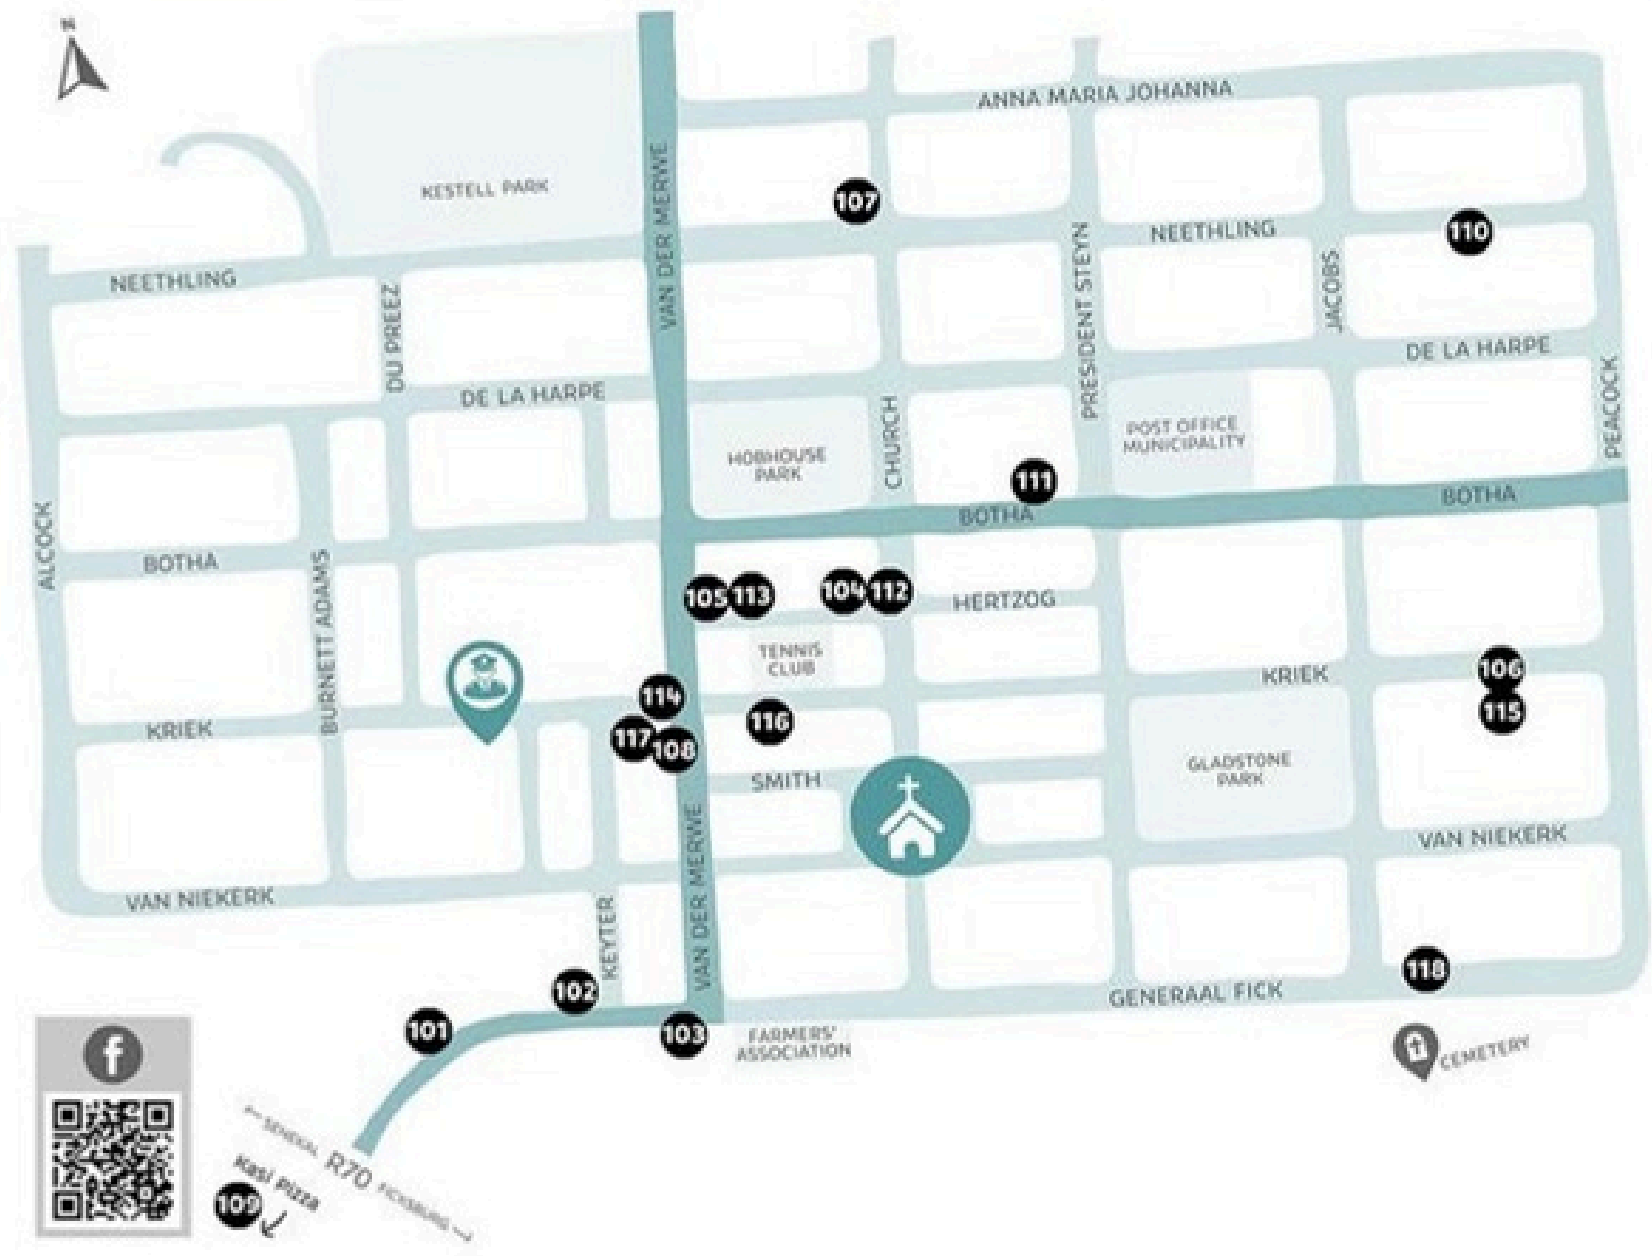 N
ANNA MARIA JOHANNA
KESTELL PARK
VAN DER MERWE
107
NEETHLING
110
NEETHLING
PRESIDENT STEYN
JACOBS
DU PREEZ
DE LA HARPE
DE LA HARPE
PEACOCK
CHURCH
HOBHOUSE
PARK
POST OFFICE
MUNICIPALITY
111
BOTHA
BOTHA
ALCOCK
BOTHA
BURNETT ADAMS
105
113
104
112
HERTZOG
TENNIS
CLUB
KRIEK
106
115
114
116
117
108
KRIEK
SMITH
GLADSTONE
PARK
VAN DER MERWE
VAN NIEKERK
VAN NIEKERK
KEYTER
102
118
GENERAAL FICK
101
103
FARMERS'
ASSOCIATION
CEMETERY
f
SENEKAL R70 FICKSBURG
Kasi Pizza
109